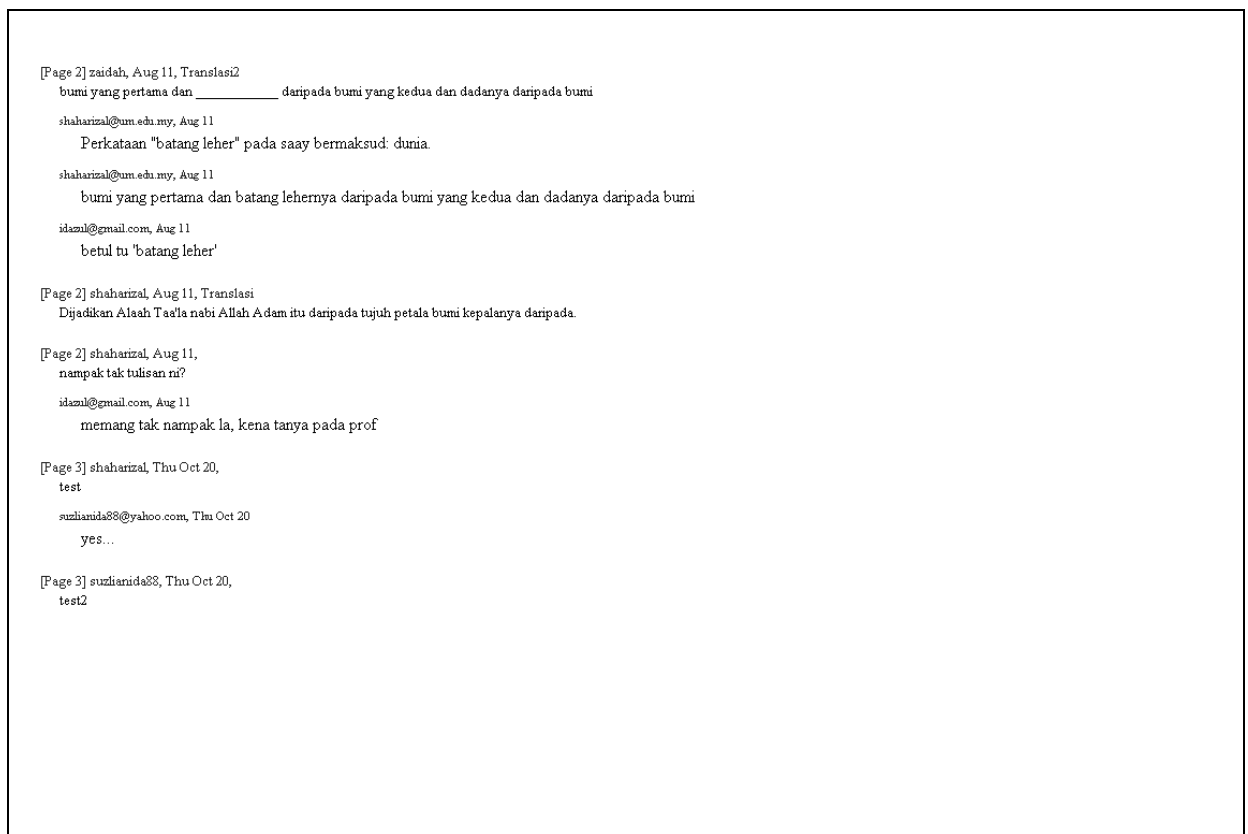 [Page 2] zaidah, Aug 11, Translasi2
bumi yang pertama dan ____________ daripada bumi yang kedua dan dadanya daripada bumi
shaharizal@um.edu.my, Aug 11
Perkataan "batang leher" pada saay bermaksud: dunia.
shaharizal@um.edu.my, Aug 11
bumi yang pertama dan batang lehernya daripada bumi yang kedua dan dadanya daripada bumi
idazul@gmail.com, Aug 11
betul tu 'batang leher'
[Page 2] shaharizal, Aug 11, Translasi
Dijadikan Alaah Taa'la nabi Allah Adam itu daripada tujuh petala bumi kepalanya daripada.
[Page 2] shaharizal, Aug 11,
nampak tak tulisan ni?
idazul@gmail.com, Aug 11
memang tak nampak la, kena tanya pada prof
[Page 3] shaharizal, Thu Oct 20,
test
suzlianida88@yahoo.com, Thu Oct 20
yes...
[Page 3] suzlianida88, Thu Oct 20,
test2